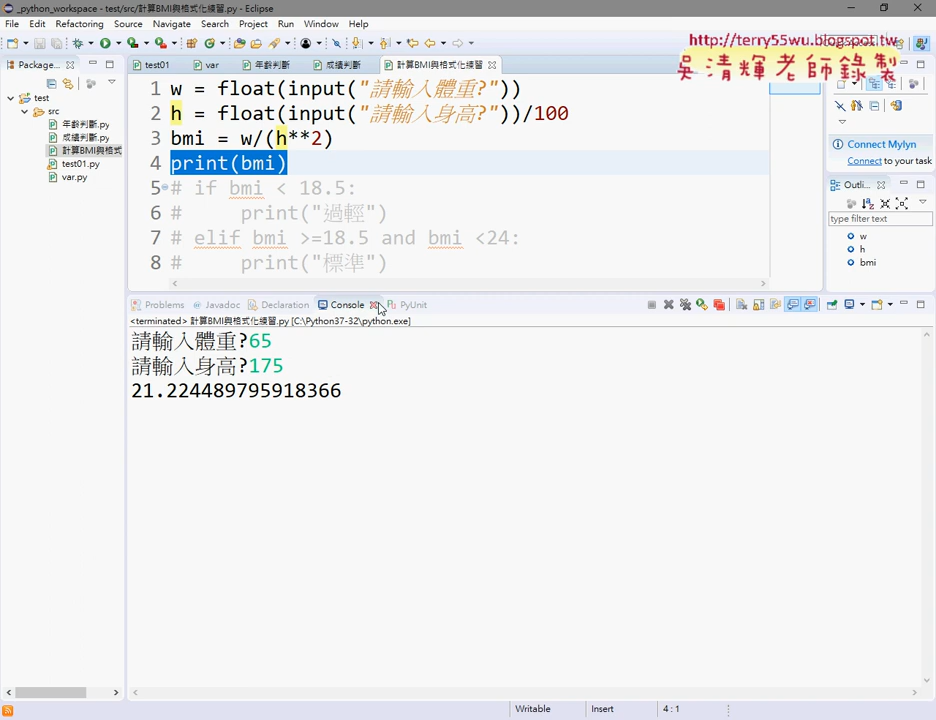 _python_workspace - test/src/計算BMI與格式化練習.py - Eclipse
File Edit Refactoring Source Navigate Search Project Run Window Help
http://terry55wu.blogspot.tw
吳清輝老師錄製
Package...
test01
var
年齡判斷
成績判斷
計算BMI與格式化練習
test
src
年齡判斷.py
成績判斷.py
計算BMI與格式
test01.py
var.py
1 w = float(input("請輸入體重?"))
2 h = float(input("請輸入身高?"))/100
3 bmi = w/(h**2)
4 print(bmi)
5 # if bmi < 18.5:
6 #     print("過輕")
7 # elif bmi >=18.5 and bmi <24:
8 #     print("標準")
Connect Mylyn
Connect to your task
Outli...
type filter text
w
h
bmi
Problems Javadoc Declaration Console PyUnit
<terminated> 計算BMI與格式化練習.py [C:\Python37-32\python.exe]
請輸入體重?65
請輸入身高?175
21.224489795918366
Writable Insert 4 : 1